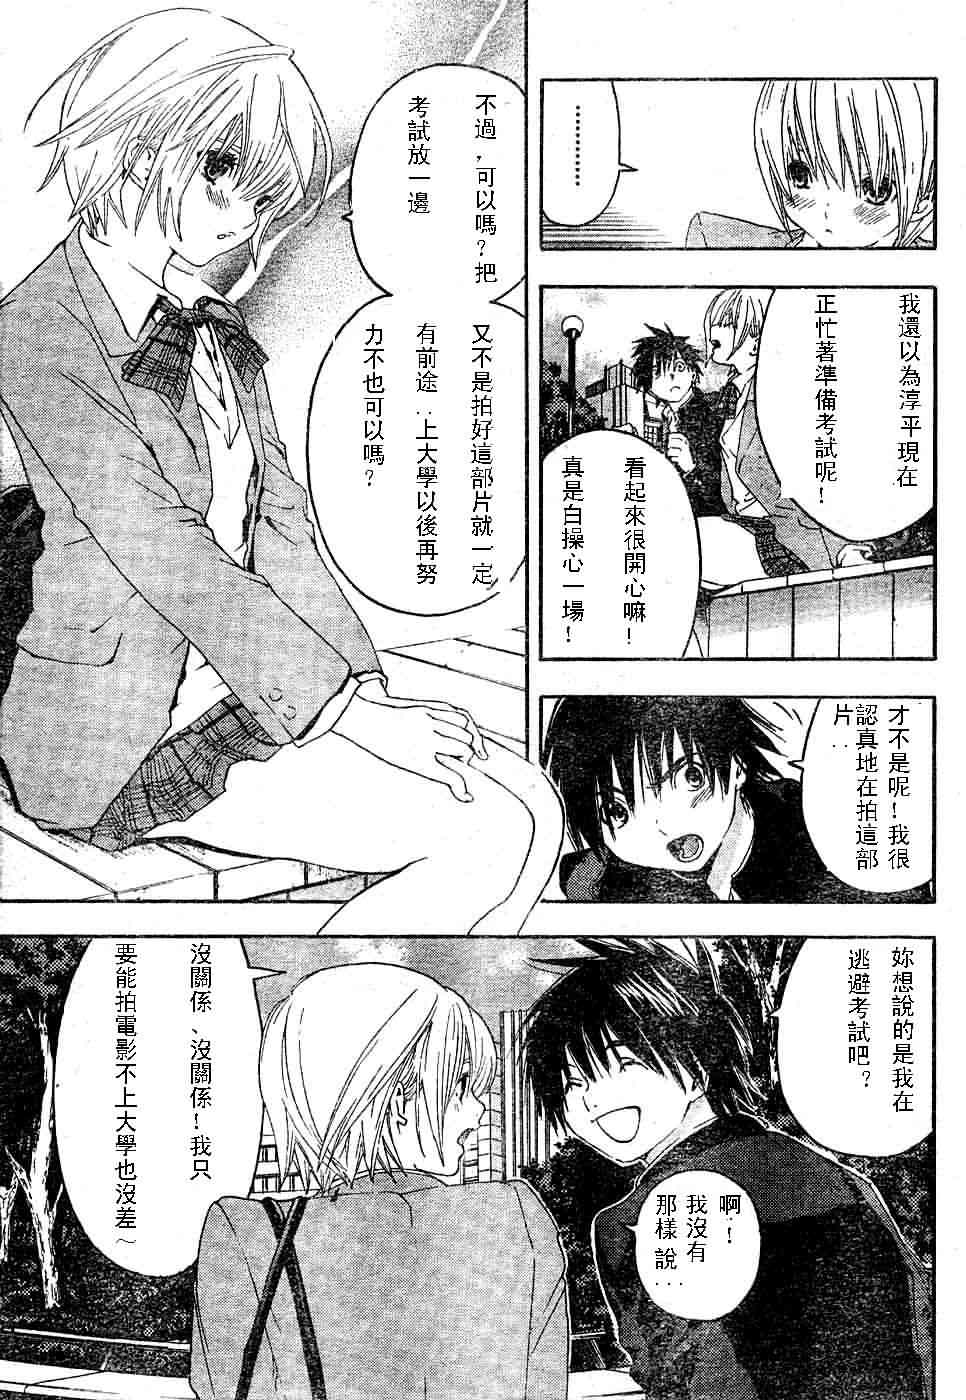 ‥‥‥‥
我還以為淳平現在
正忙著準備考試呢！
看起來很開心嘛！
真是白操心一場！
才不是呢！我很
認真地在拍這部
片‥
不過，可以嗎？把
考試放一邊
又不是拍好這部片就一定
有前途‥上大學以後再努
力不也可以嗎？
妳想說的是我在
逃避考試吧？
啊！
我沒有
那樣說‥
沒關係、沒關係！我只
要能拍電影不上大學也沒差～